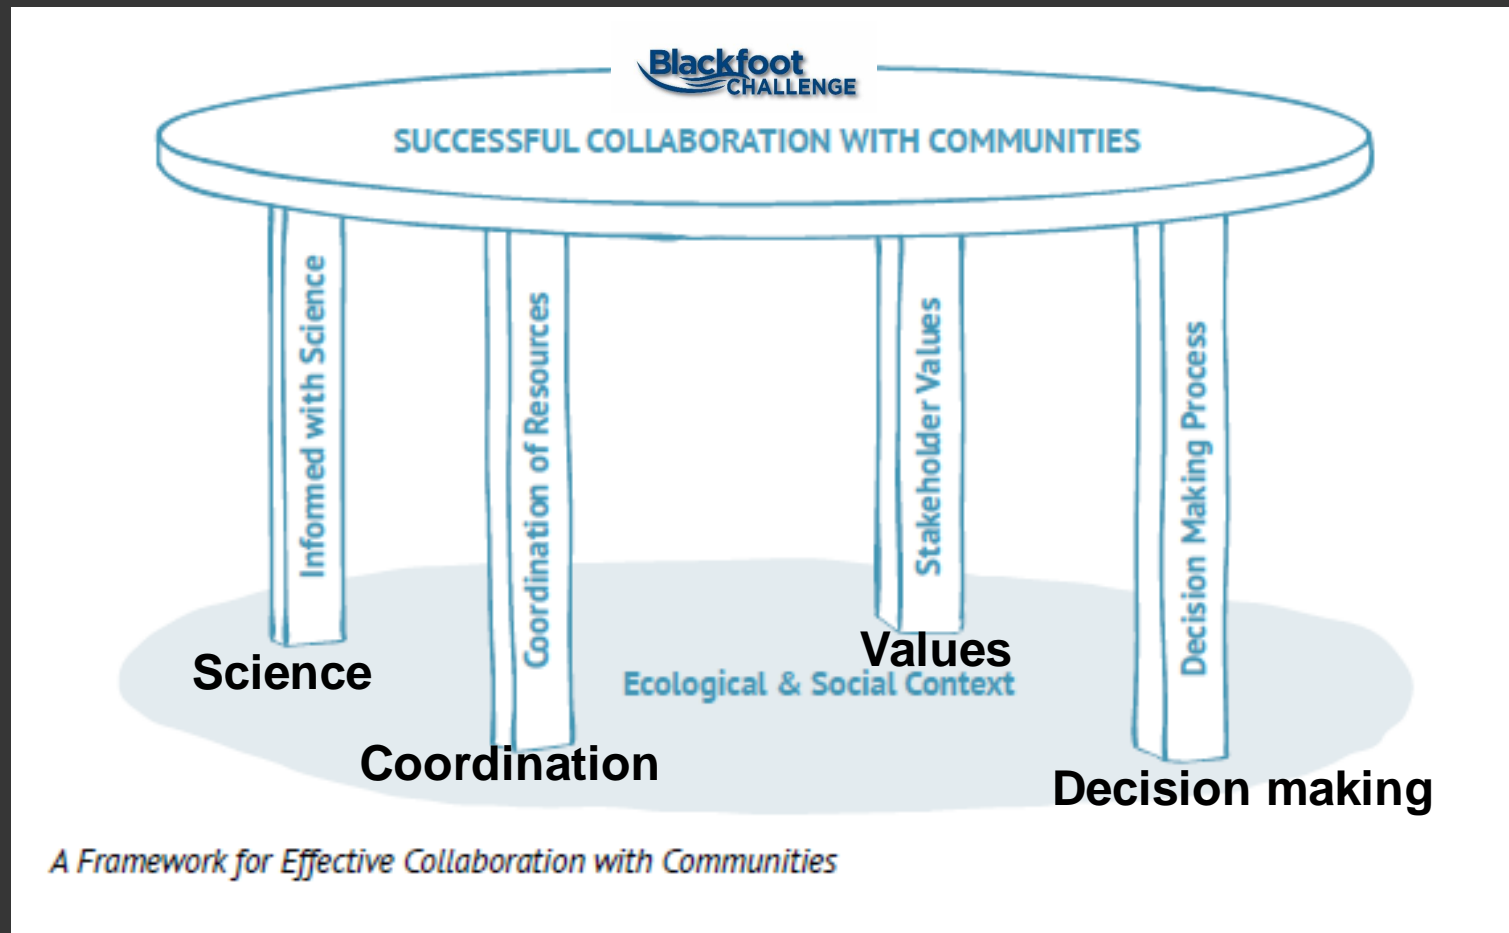 Blackfoot
CHALLENGE
SUCCESSFUL COLLABORATION WITH COMMUNITIES
Informed with Science
Coordination of Resources
Stakeholder Values
Decision Making Process
Science
Values
Ecological & Social Context
Coordination
Decision making
A Framework for Effective Collaboration with Communities